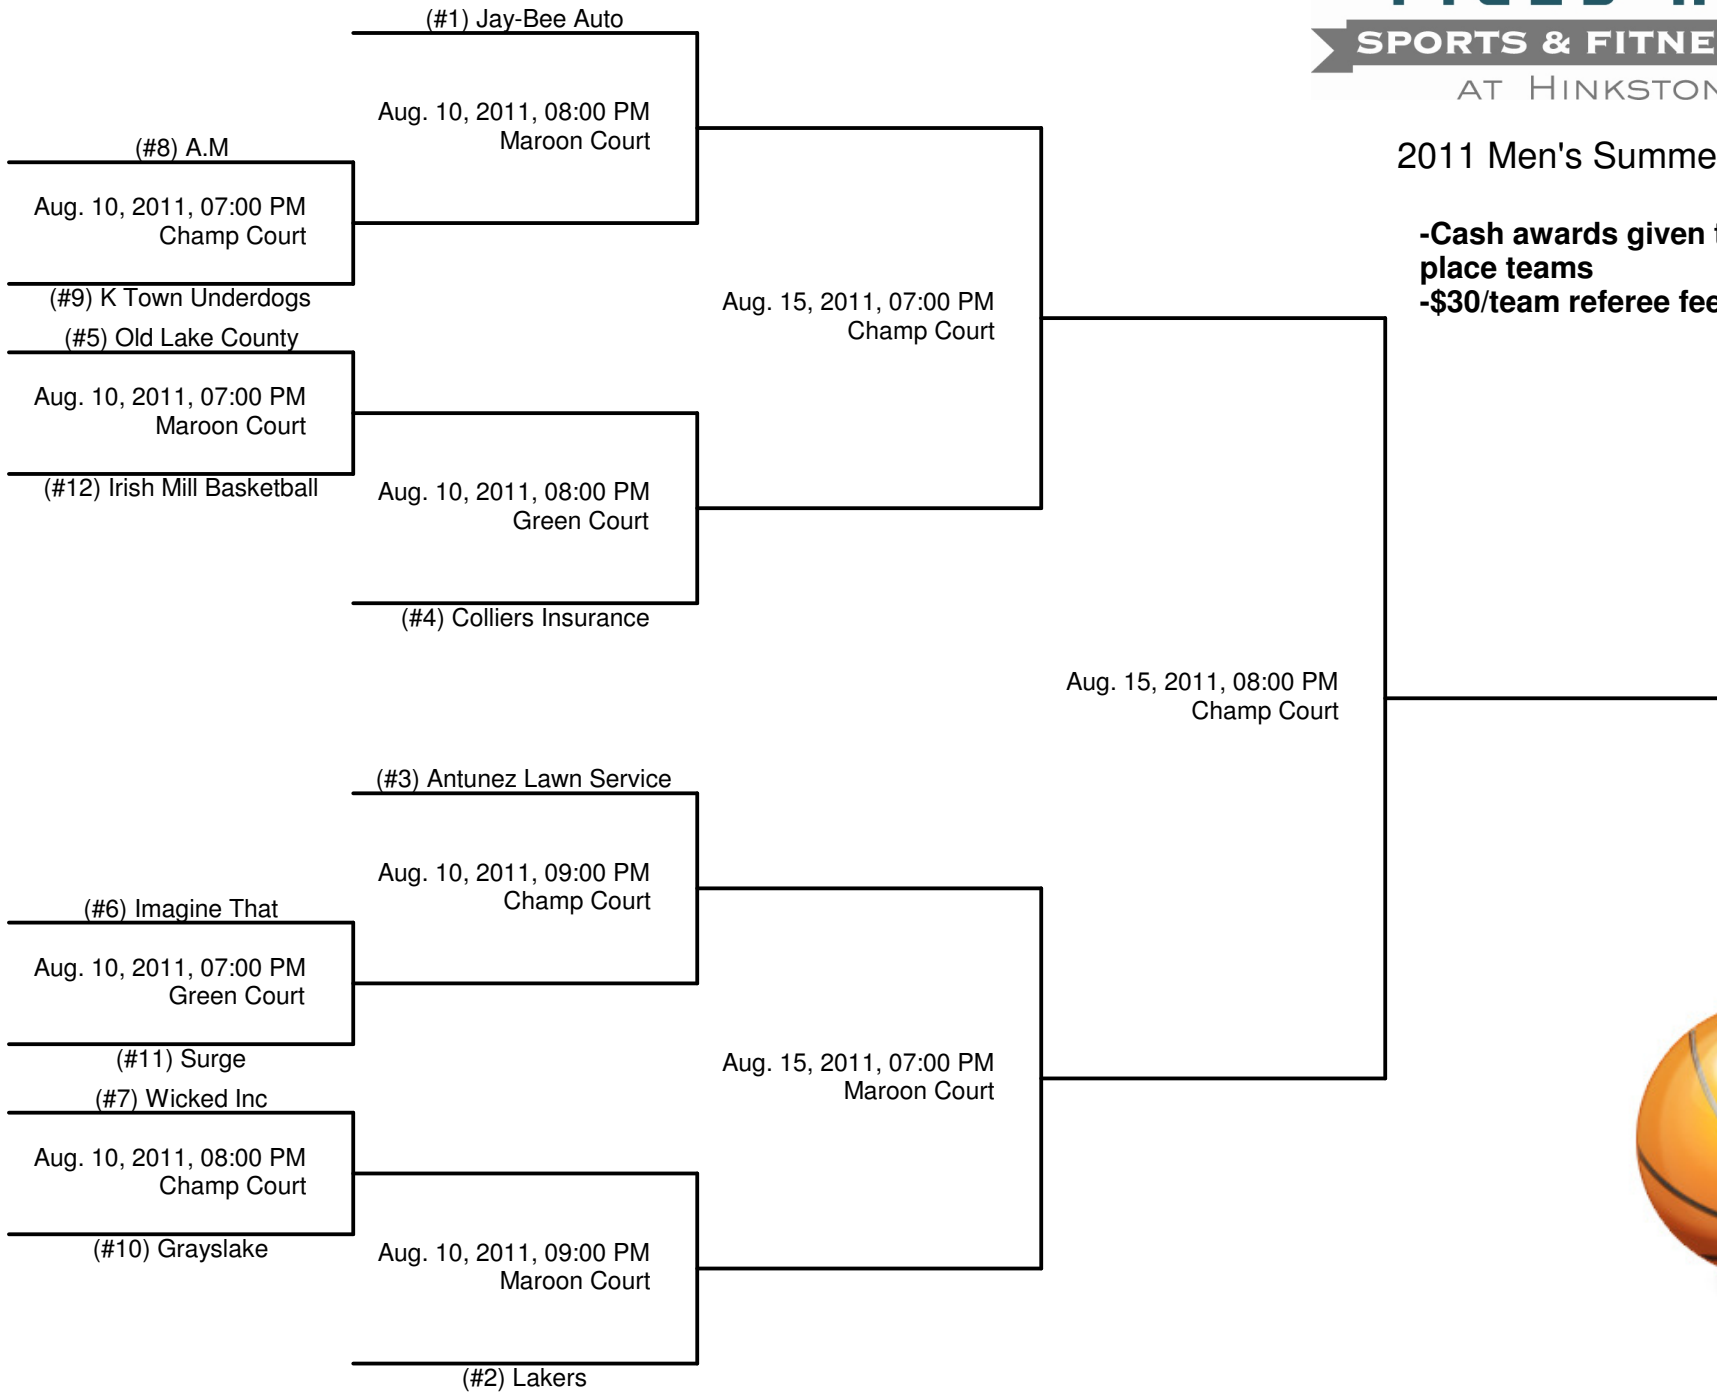 (#1) Jay-Bee Auto
SPORTS & FITNE
AT HINKSTON
2011 Men's Summe
-Cash awards given t
place teams
-$30/team referee fee
Aug. 10, 2011, 08:00 PM
Maroon Court
(#8) A.M
Aug. 10, 2011, 07:00 PM
Champ Court
(#9) K Town Underdogs
Aug. 15, 2011, 07:00 PM
Champ Court
(#5) Old Lake County
Aug. 10, 2011, 07:00 PM
Maroon Court
(#12) Irish Mill Basketball
Aug. 10, 2011, 08:00 PM
Green Court
(#4) Colliers Insurance
Aug. 15, 2011, 08:00 PM
Champ Court
(#3) Antunez Lawn Service
Aug. 10, 2011, 09:00 PM
Champ Court
(#6) Imagine That
Aug. 10, 2011, 07:00 PM
Green Court
(#11) Surge
Aug. 15, 2011, 07:00 PM
Maroon Court
(#7) Wicked Inc
Aug. 10, 2011, 08:00 PM
Champ Court
(#10) Grayslake
Aug. 10, 2011, 09:00 PM
Maroon Court
(#2) Lakers